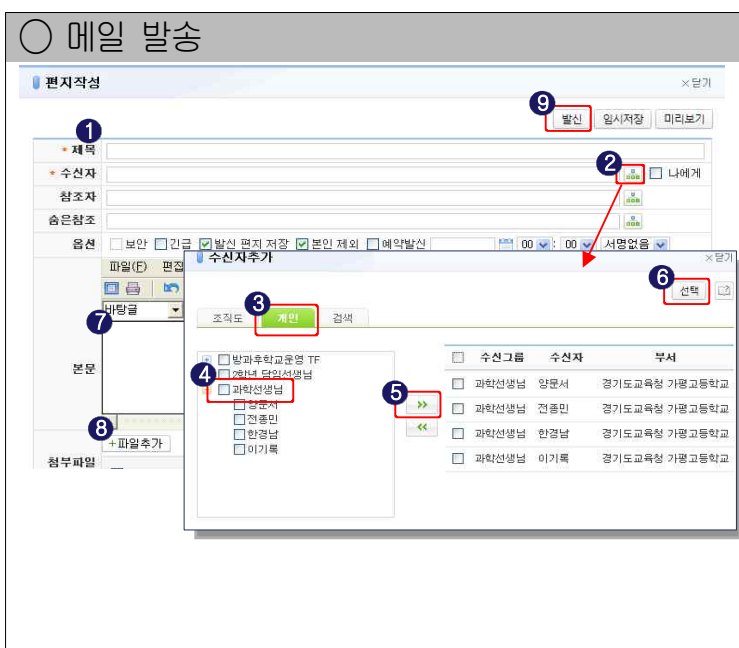 ○ 메일 발송
편지작성 ×닫기
9 발신 임시저장 미리보기
1
* 제목
* 수신자 2 나에게
참조자
숨은참조
옵션 보안 긴급 발신 편지 저장 본인 제외 예약발신 00 : 00 서명없음
파일(F) 편집
바탕글
7
본문
8
+파일추가
첨부파일
수신자추가 ×닫기
6 선택
3
조직도 개인 검색
방과후학교운영 TF
2학년 담임선생님
4 과학선생님
양문서
전종민
한경남
이기록
5 >>
<<
수신그룹 수신자 부서
과학선생님 양문서 경기도교육청 가평고등학교
과학선생님 전종민 경기도교육청 가평고등학교
과학선생님 한경남 경기도교육청 가평고등학교
과학선생님 이기록 경기도교육청 가평고등학교